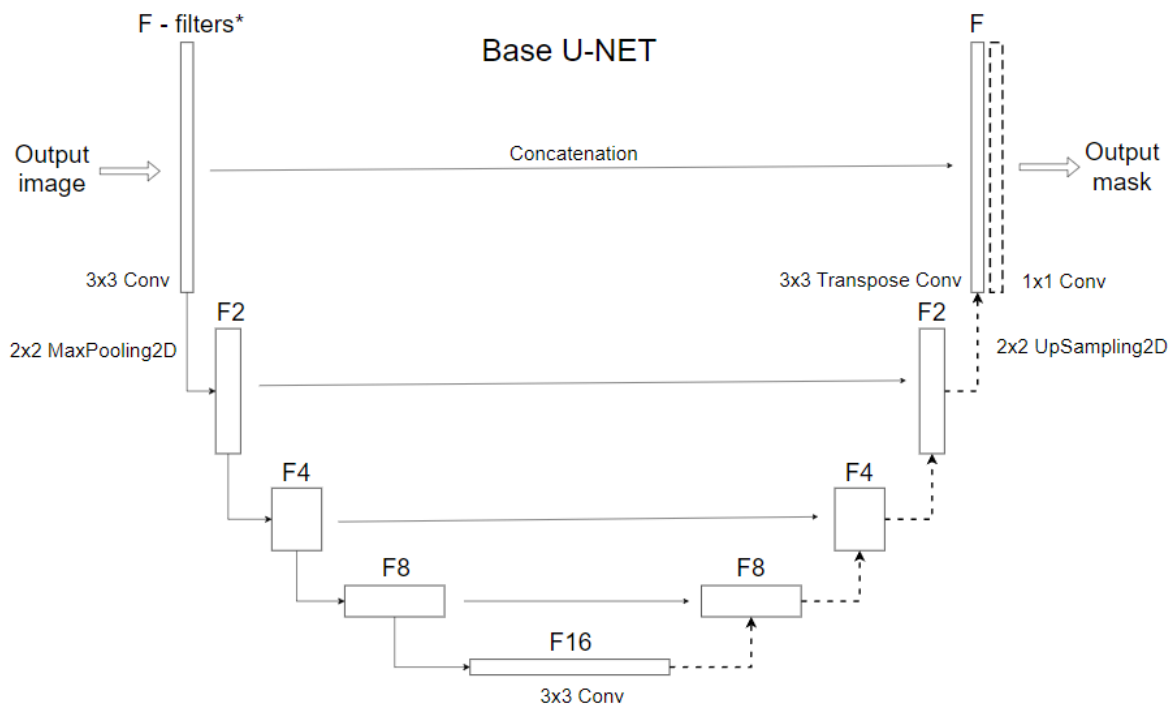 F - filters*
Base U-NET
F
Output
image
Concatenation
Output
mask
3x3 Conv
3x3 Transpose Conv
1x1 Conv
F2
F2
2x2 MaxPooling2D
2x2 UpSampling2D
F4
F4
F8
F8
F16
3x3 Conv